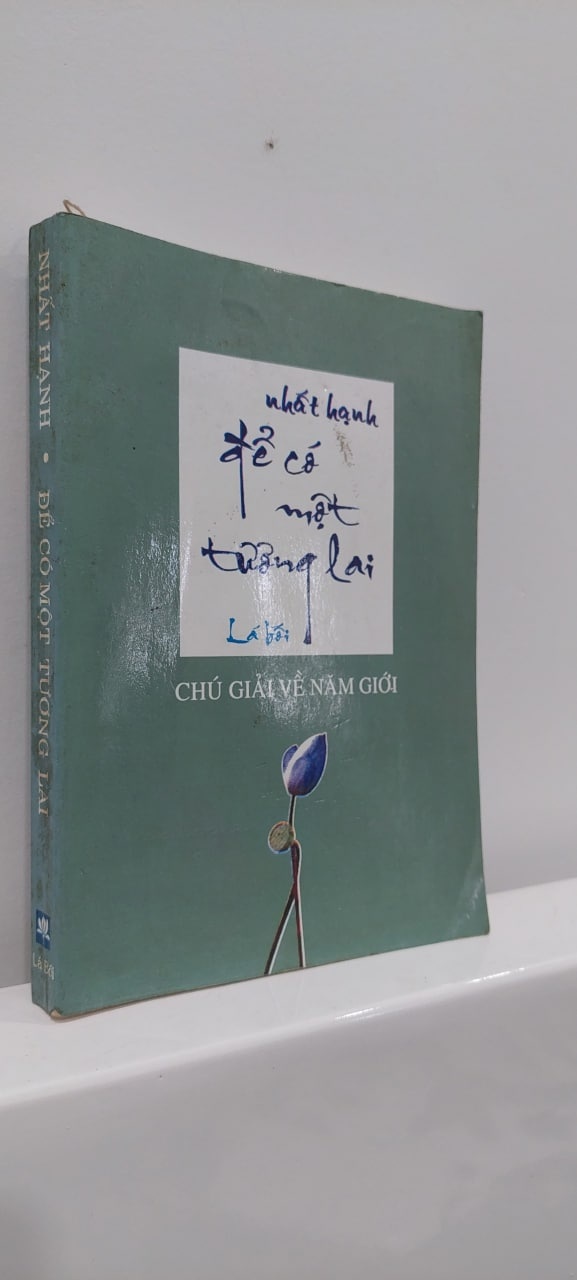 NHẤT HẠNH • ĐỂ CÓ MỘT TƯƠNG LAI
Lá Bối
nhất hạnh
để có
một
tương lai
Lá bối
CHÚ GIẢI VỀ NĂM GIỚI